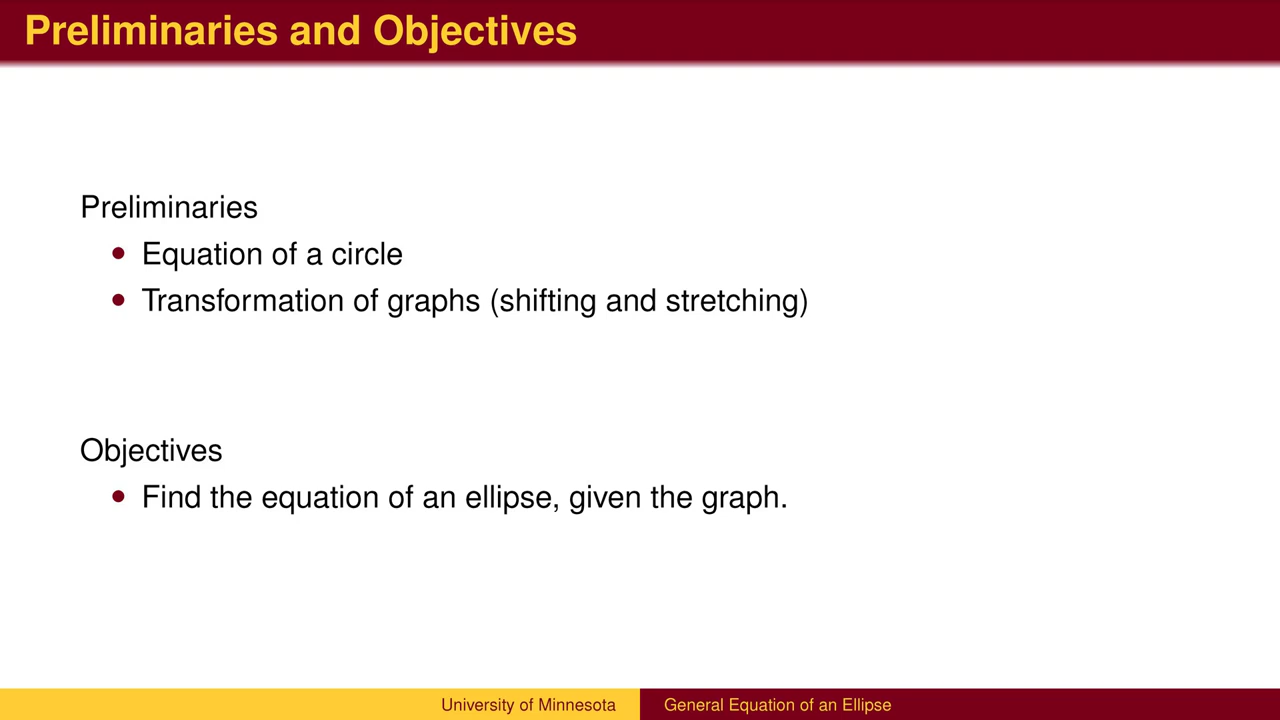 Preliminaries and Objectives
Preliminaries
• Equation of a circle
• Transformation of graphs (shifting and stretching)
Objectives
• Find the equation of an ellipse, given the graph.
University of Minnesota
General Equation of an Ellipse